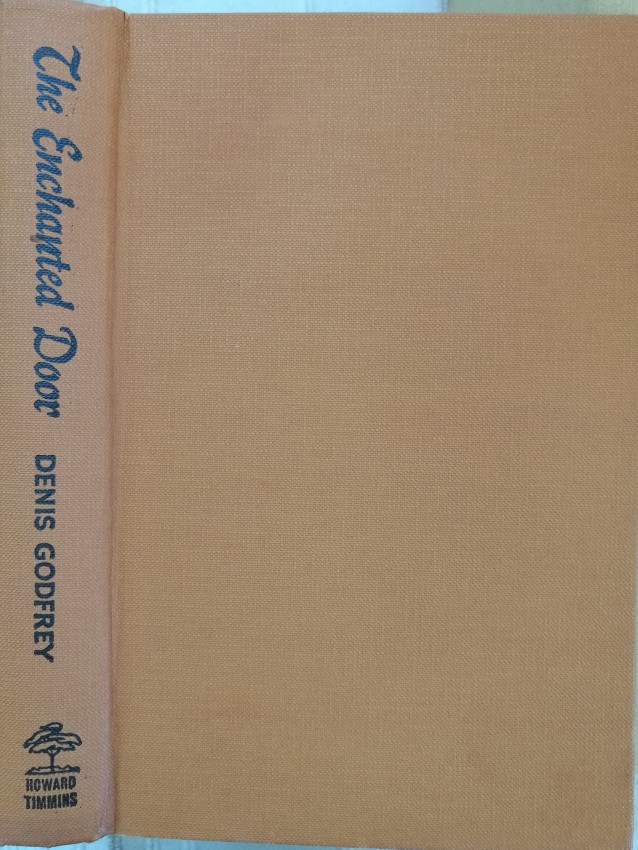 The Enchanted Door
DENIS GODFREY
HOWARD
TIMMINS